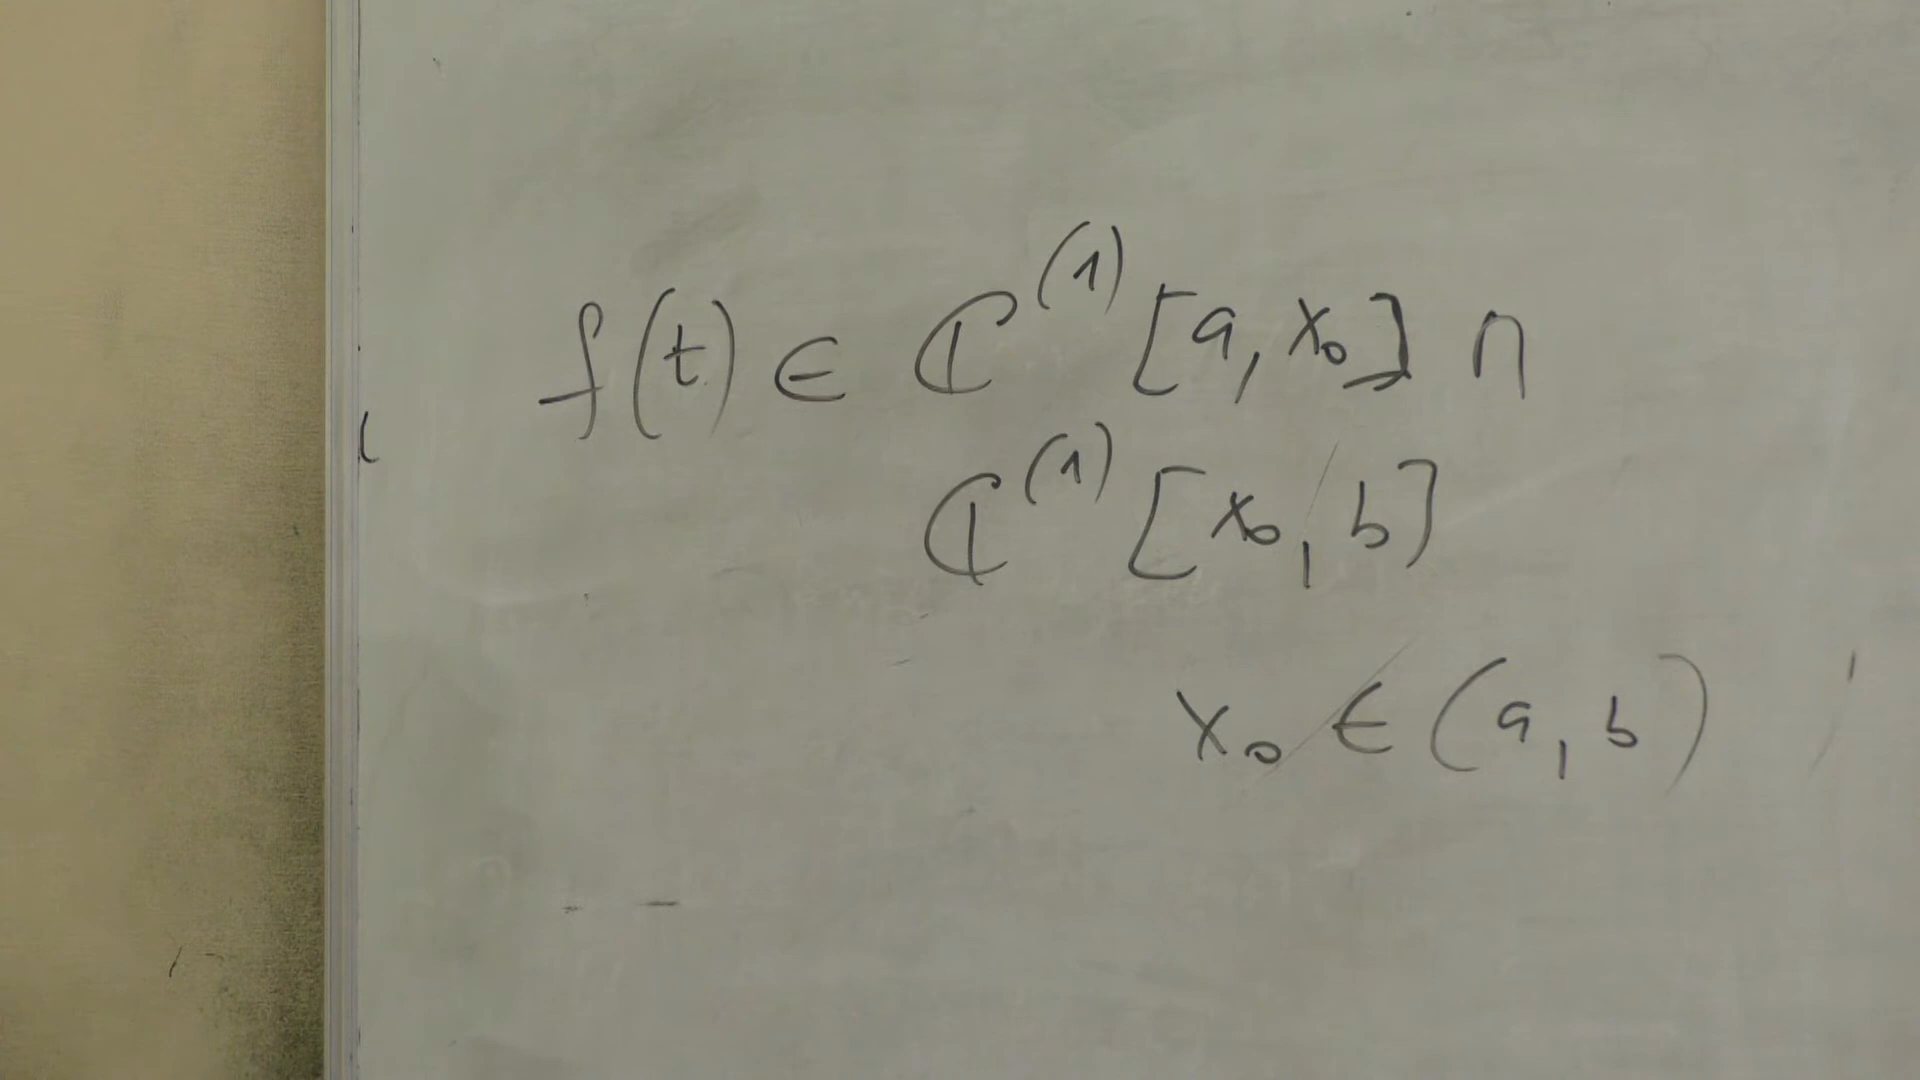 f(t) ∈ ℂ⁽¹⁾ [a, x₀] ∩
ℂ⁽¹⁾ [x₀, b]
x₀ ∈ (a, b)